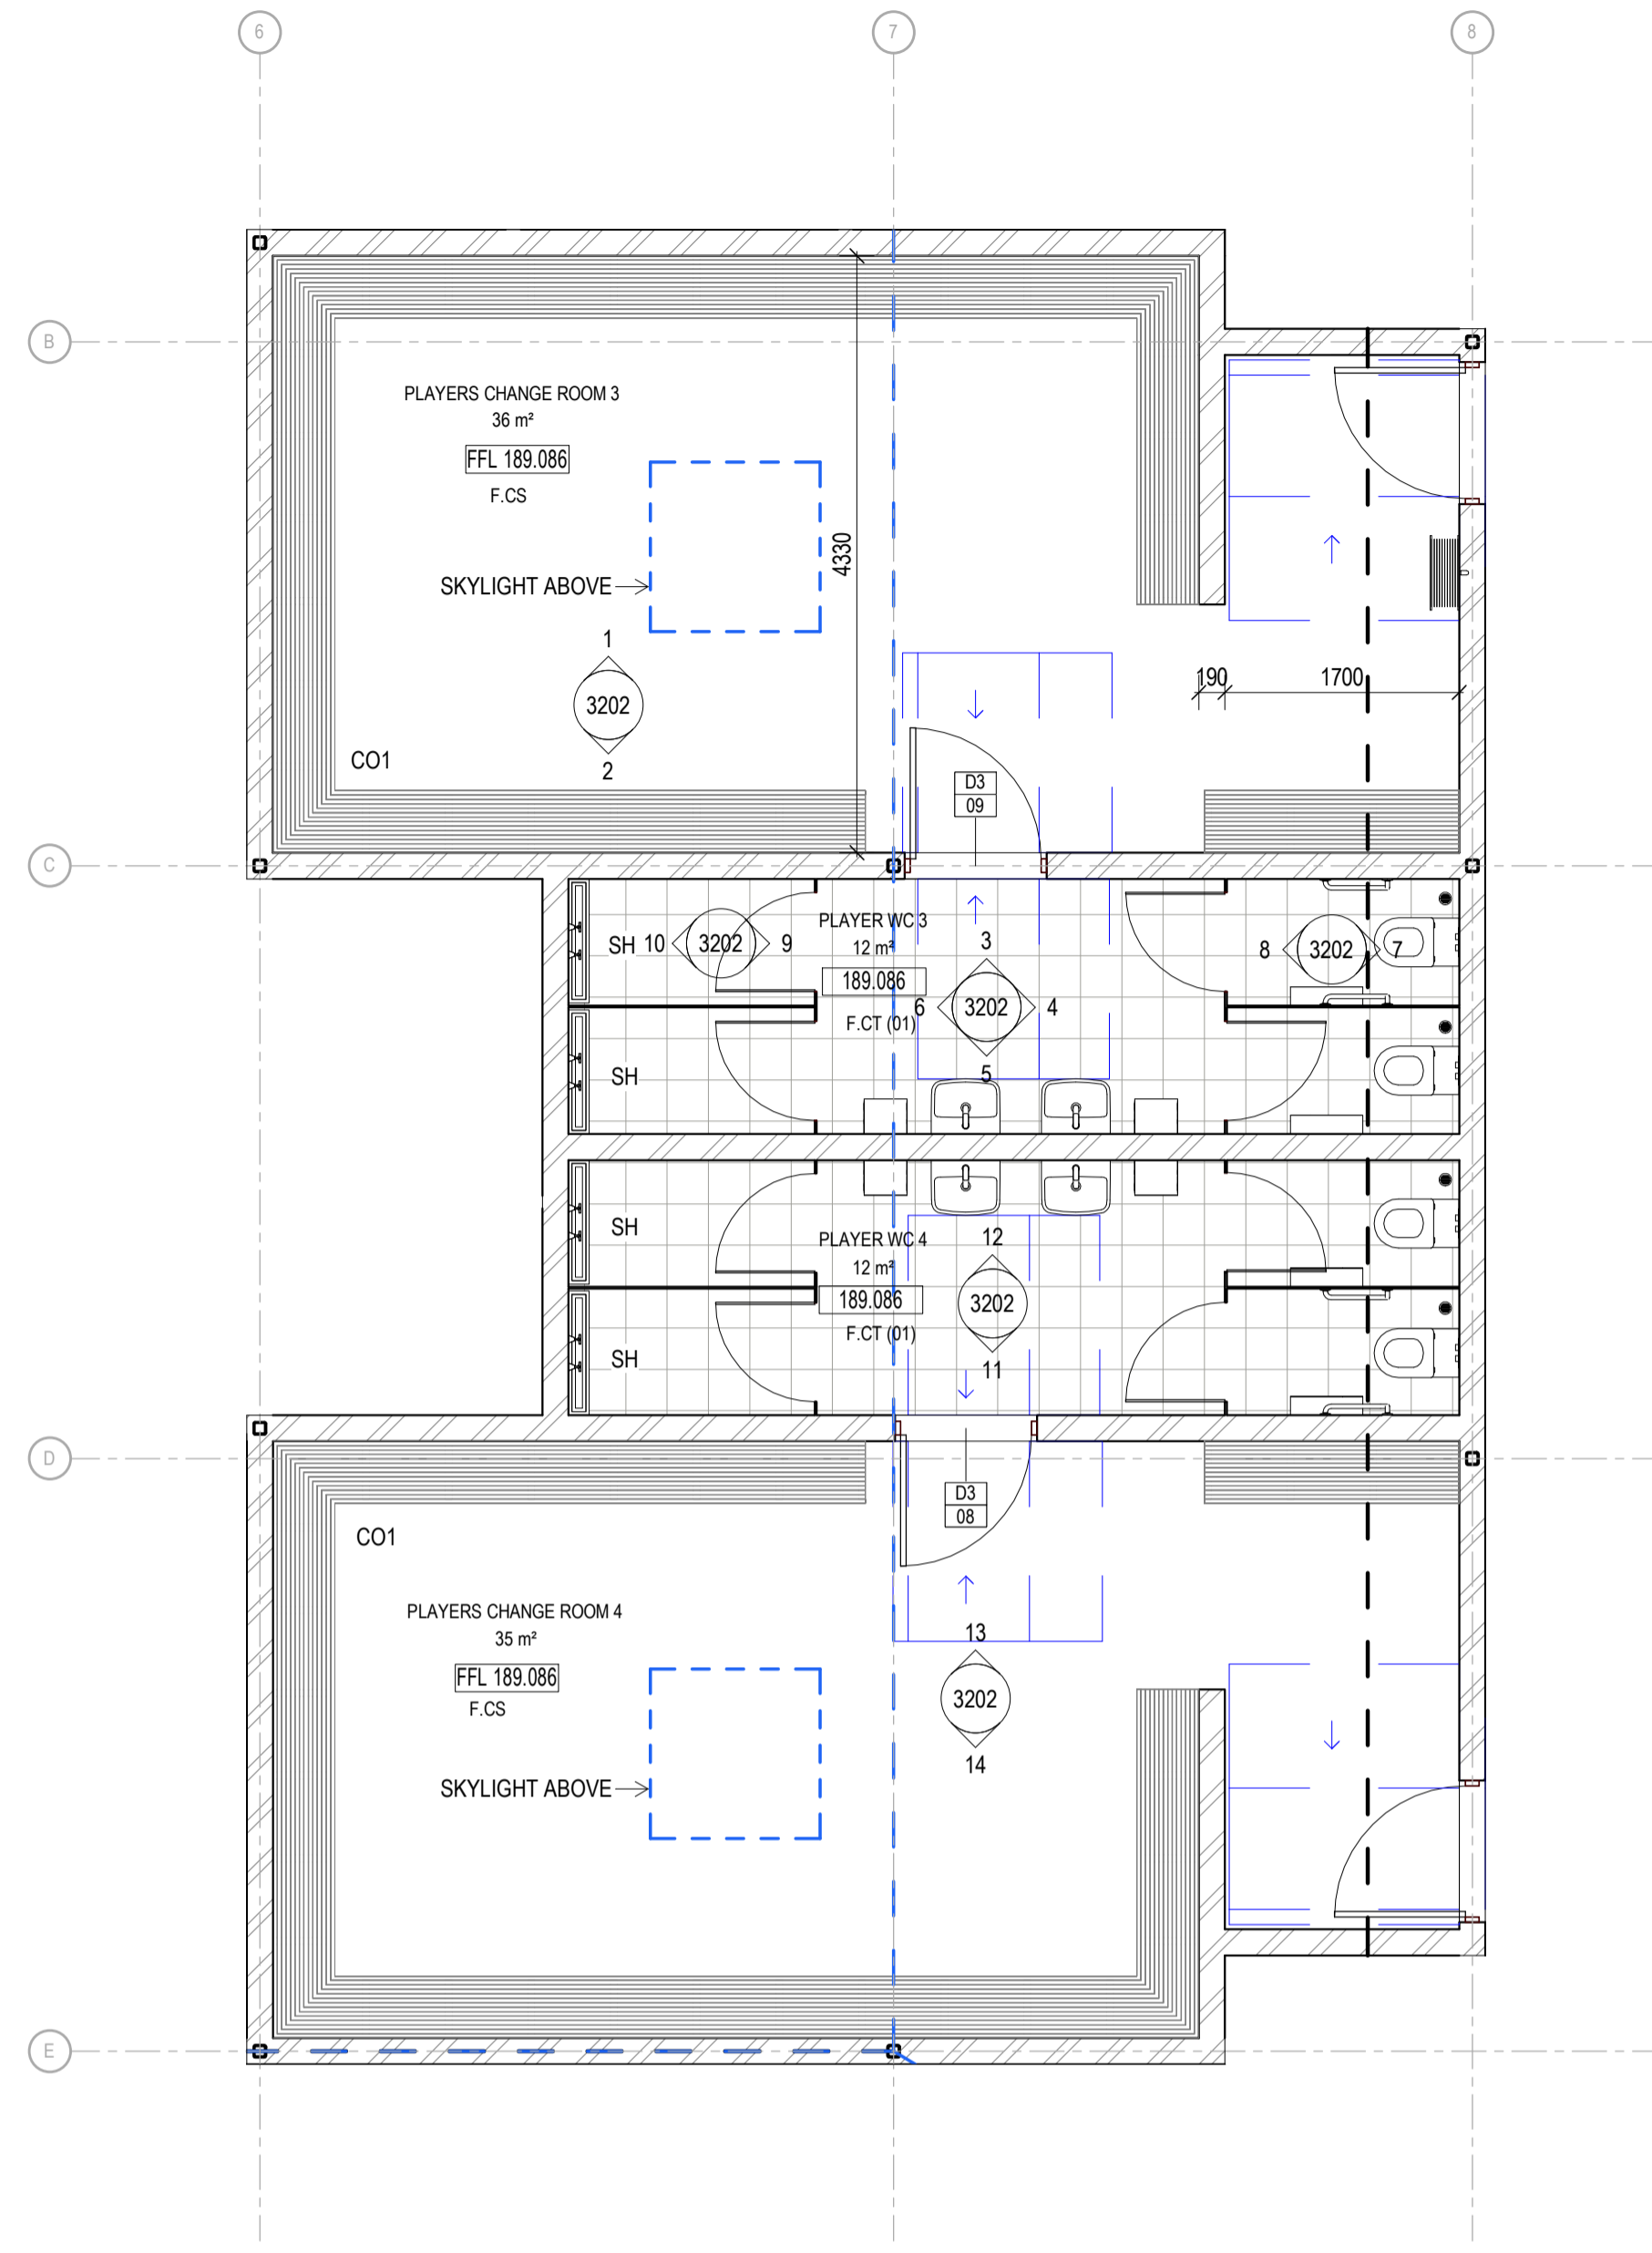 6
7
8
B
PLAYERS CHANGE ROOM 3
36 m²
FFL 189.086
F.CS
SKYLIGHT ABOVE
4330
1
3202
2
190
1700
CO1
D3
09
C
SH
10
3202
9
PLAYER WC 3
12 m²
189.086
F.CT (01)
3
6
3202
4
5
8
3202
7
SH
SH
PLAYER WC 4
12 m²
189.086
F.CT (01)
12
3202
11
SH
D
D3
08
CO1
PLAYERS CHANGE ROOM 4
35 m²
FFL 189.086
F.CS
13
3202
14
SKYLIGHT ABOVE
E